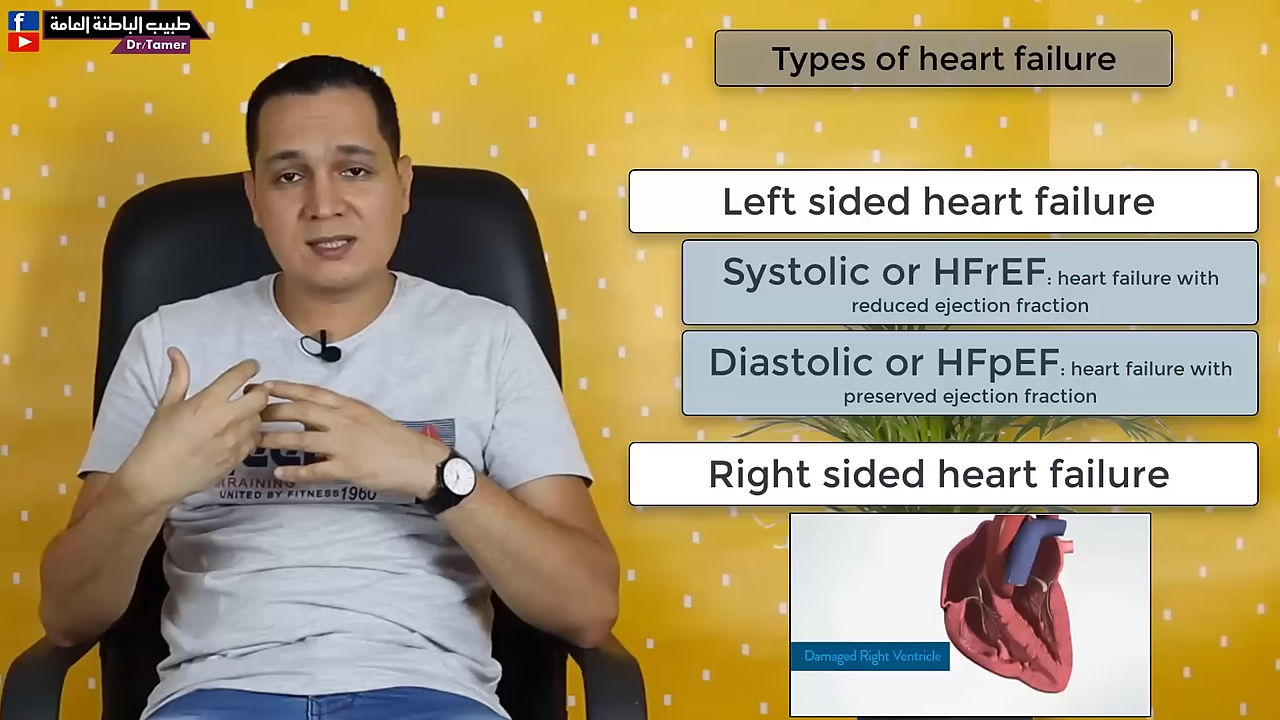 طبيب الباطنة العامة
Dr/Tamer
Types of heart failure
Left sided heart failure
Systolic or HFrEF: heart failure with
reduced ejection fraction
Diastolic or HFpEF: heart failure with
preserved ejection fraction
Right sided heart failure
Damaged Right Ventricle
TRAINING
UNITED BY FITNESS 1960